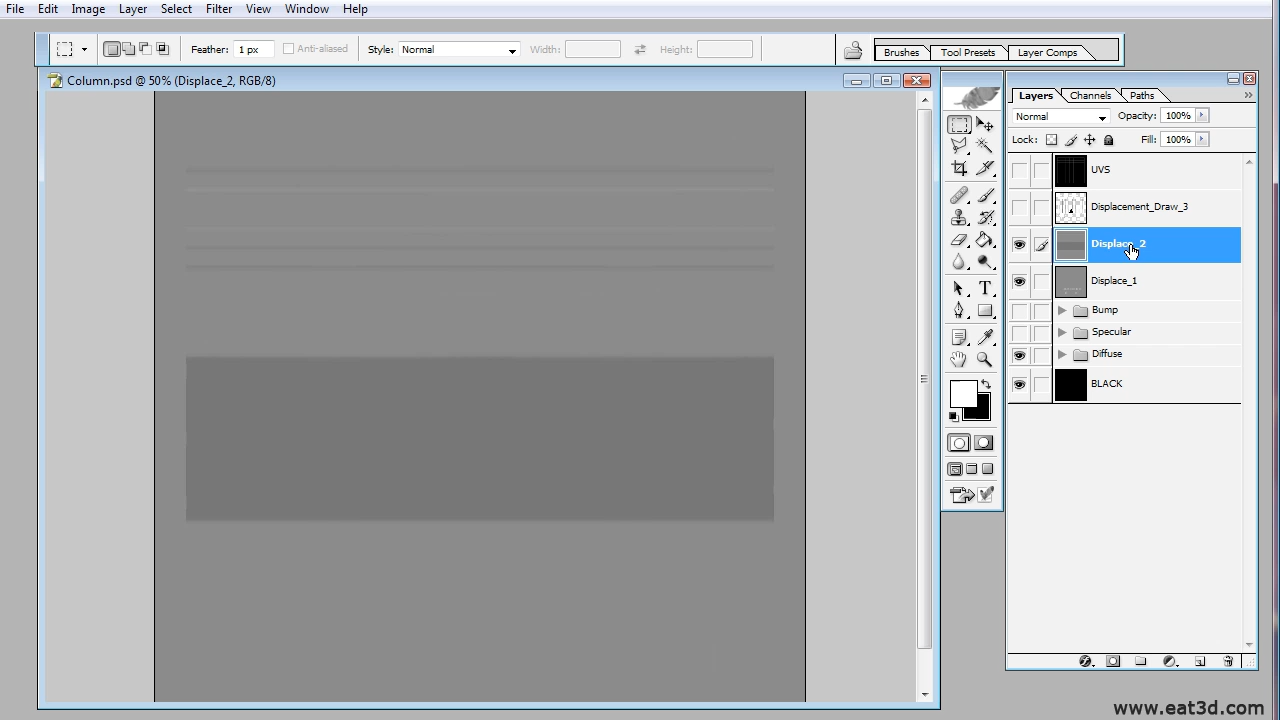 File Edit Image Layer Select Filter View Window Help
Feather: 1 px Anti-aliased Style: Normal Width: Height: Brushes Tool Presets Layer Comps
Column.psd @ 50% (Displace_2, RGB/8)
Layers Channels Paths
Normal Opacity: 100%
Lock: Fill: 100%
UVS
Displacement_Draw_3
Displace_2
Displace_1
Bump
Specular
Diffuse
BLACK
www.eat3d.com